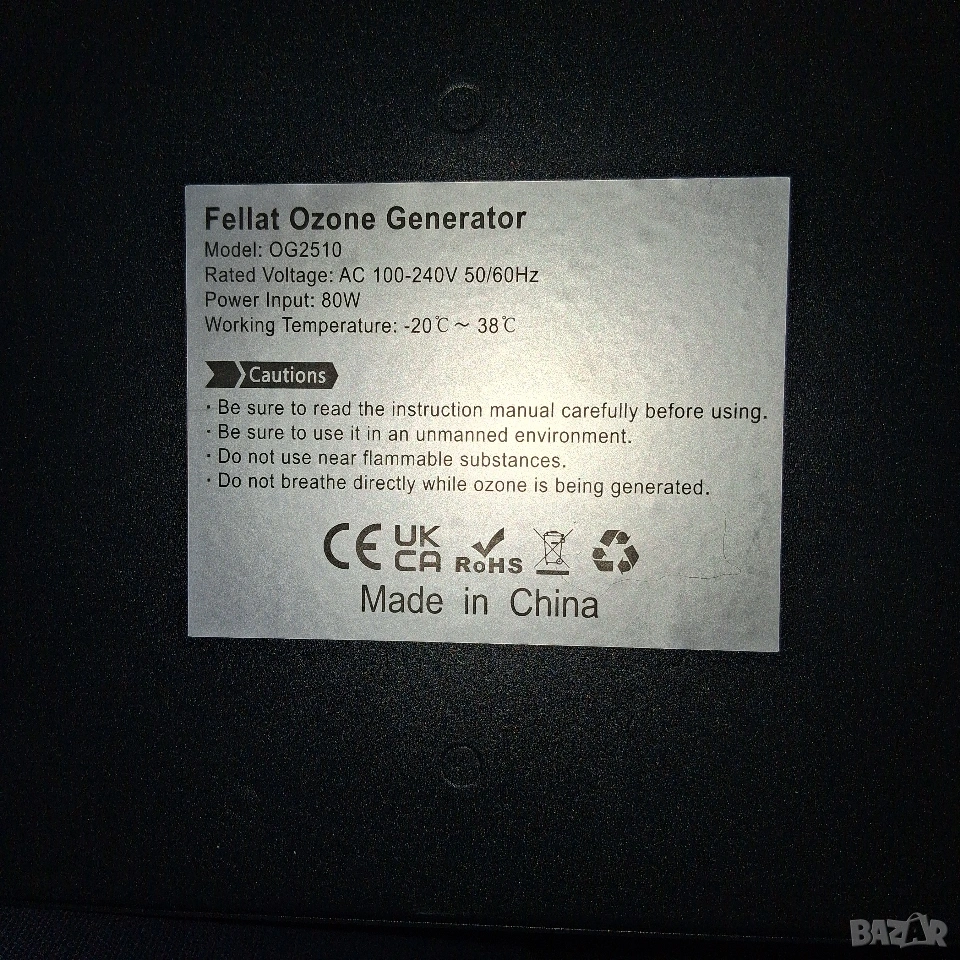 Fellat Ozone Generator
Model: OG2510
Rated Voltage: AC 100-240V 50/60Hz
Power Input: 80W
Working Temperature: -20℃ ~ 38℃
Cautions
· Be sure to read the instruction manual carefully before using.
· Be sure to use it in an unmanned environment.
· Do not use near flammable substances.
· Do not breathe directly while ozone is being generated.
CE UK
CA RoHS
Made in China
BAZAR